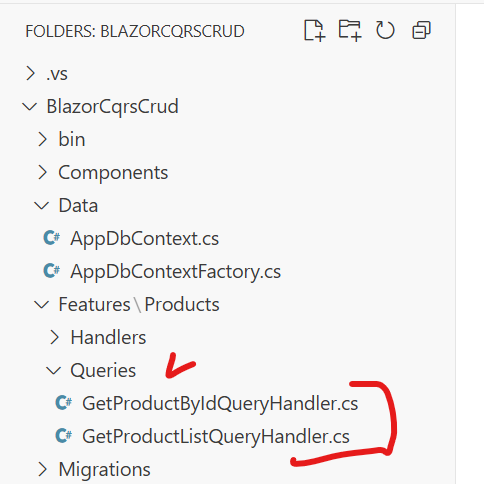 FOLDERS: BLAZORCQRSCRUD
.vs
BlazorCqrsCrud
bin
Components
Data
C# AppDbContext.cs
C# AppDbContextFactory.cs
Features\Products
Handlers
Queries
C# GetProductByIdQueryHandler.cs
C# GetProductListQueryHandler.cs
Migrations